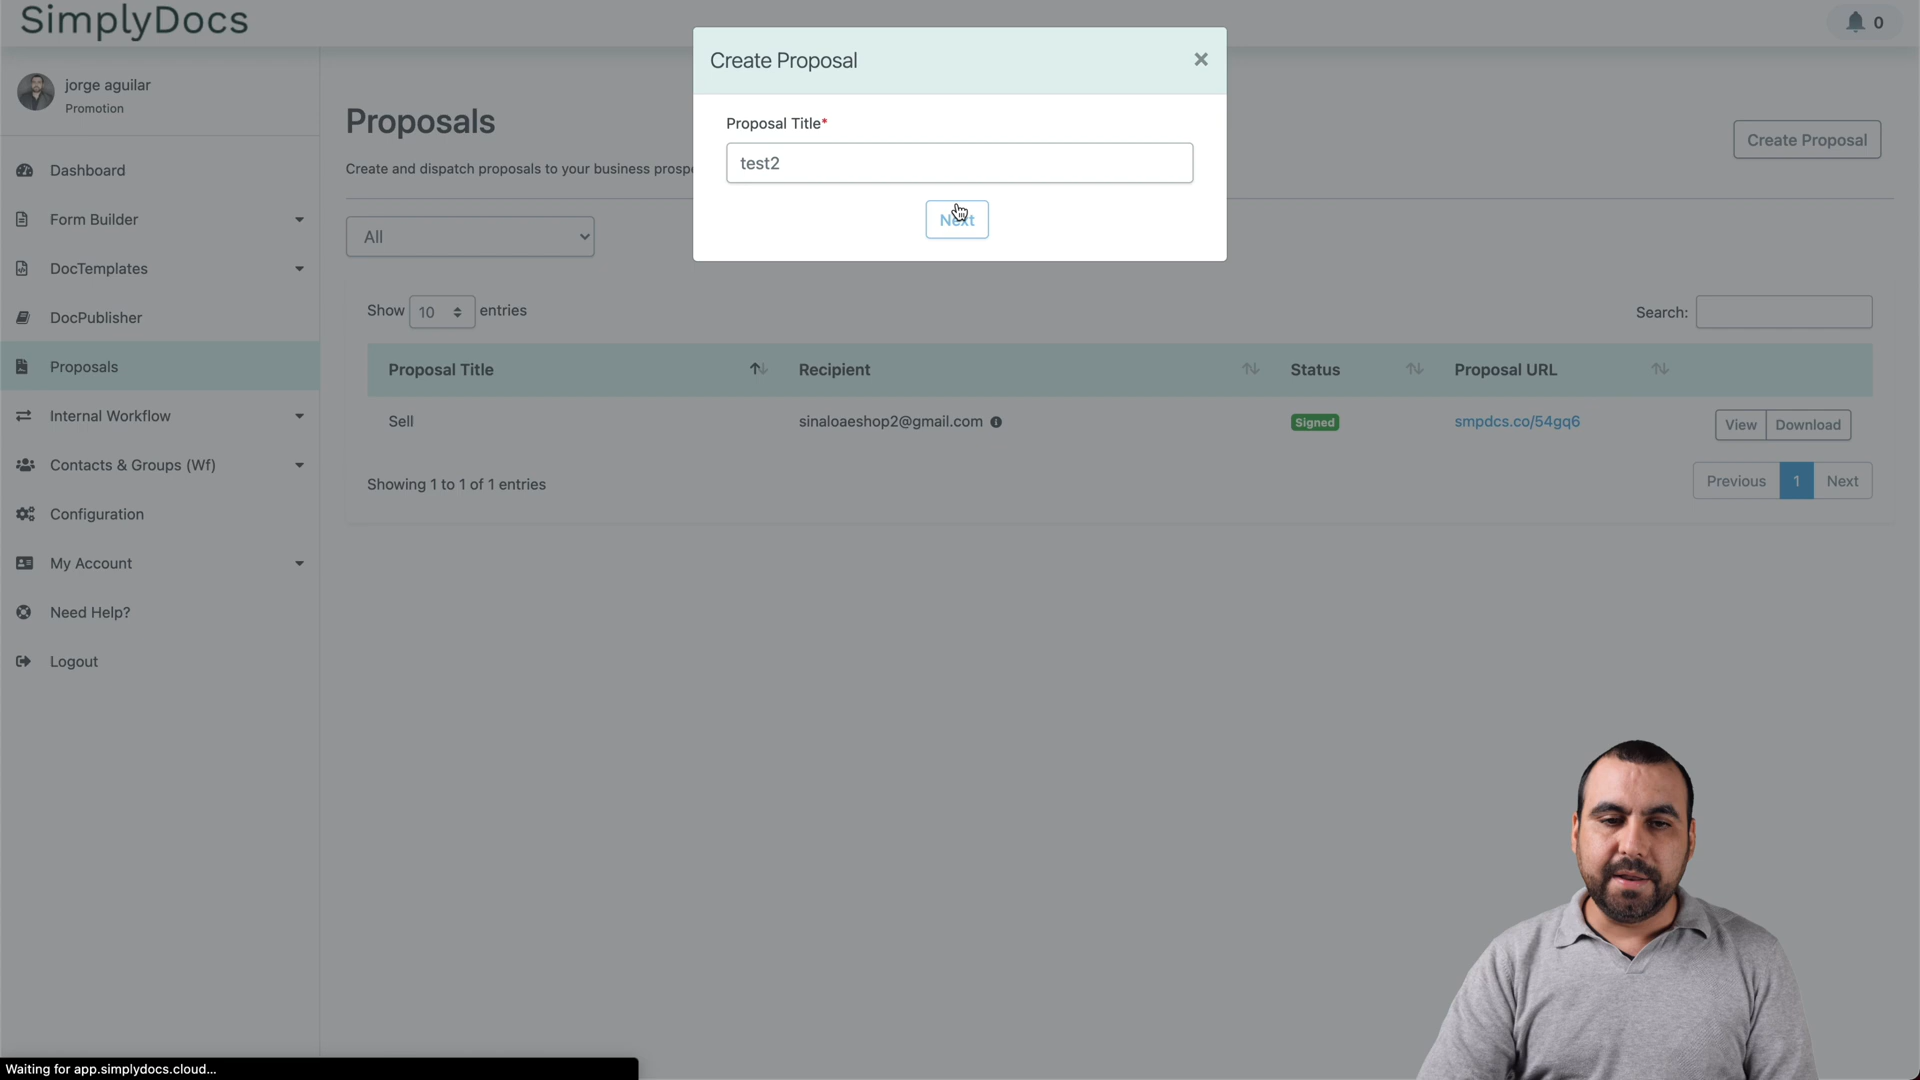 SimplyDocs
0
jorge aguilar
Promotion
Dashboard
Form Builder
DocTemplates
DocPublisher
Proposals
Internal Workflow
Contacts & Groups (Wf)
Configuration
My Account
Need Help?
Logout
Proposals
Create Proposal
Create and dispatch proposals to your business prospe
All
Create Proposal
×
Proposal Title*
test2
Next
Show 10 entries
Search:
Proposal Title Recipient Status Proposal URL
Sell sinaloaeshop2@gmail.com Signed smpdcs.co/54gq6 View Download
Showing 1 to 1 of 1 entries
Previous 1 Next
Waiting for app.simplydocs.cloud...